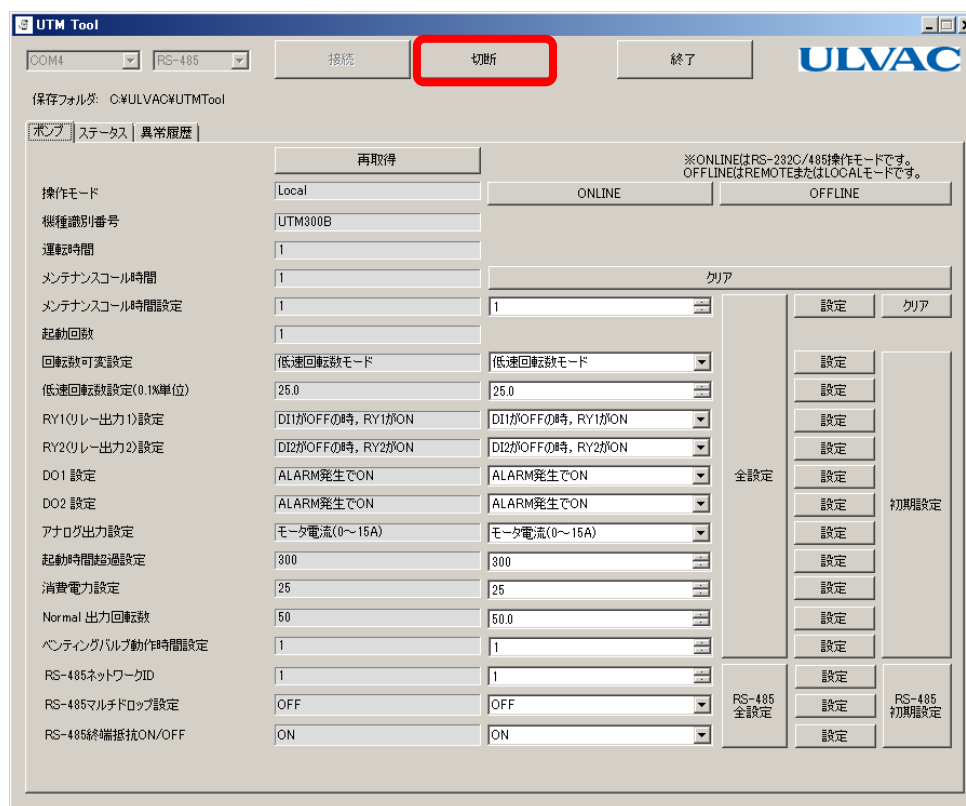 UTM Tool
COM4 RS-485 接続 切断 終了 ULVAC
保存フォルダ: C:¥ULVAC¥UTMTool
ポンプ ステータス 異常履歴
再取得 ※ONLINEはRS-232C/485操作モードです。
OFFLINEはREMOTEまたはLOCALモードです。
操作モード Local ONLINE OFFLINE
機種識別番号 UTM300B
運転時間 1
メンテナンスコール時間 1 クリア
メンテナンスコール時間設定 1 1 設定 クリア
起動回数 1
回転数可変設定 低速回転数モード 低速回転数モード 設定
低速回転数設定(0.1%単位) 25.0 25.0 設定
RY1(リレー出力1)設定 DI1がOFFの時, RY1がON DI1がOFFの時, RY1がON 設定
RY2(リレー出力2)設定 DI2がOFFの時, RY2がON DI2がOFFの時, RY2がON 設定
DO1 設定 ALARM発生でON ALARM発生でON 全設定 設定
DO2 設定 ALARM発生でON ALARM発生でON 設定 初期設定
アナログ出力設定 モータ電流(0～15A) モータ電流(0～15A) 設定
起動時間超過設定 300 300 設定
消費電力設定 25 25 設定
Normal 出力回転数 50 50.0 設定
ベンティングバルブ動作時間設定 1 1 設定
RS-485ネットワークID 1 1 設定
RS-485マルチドロップ設定 OFF OFF RS-485 全設定 設定 RS-485 初期設定
RS-485終端抵抗ON/OFF ON ON 設定